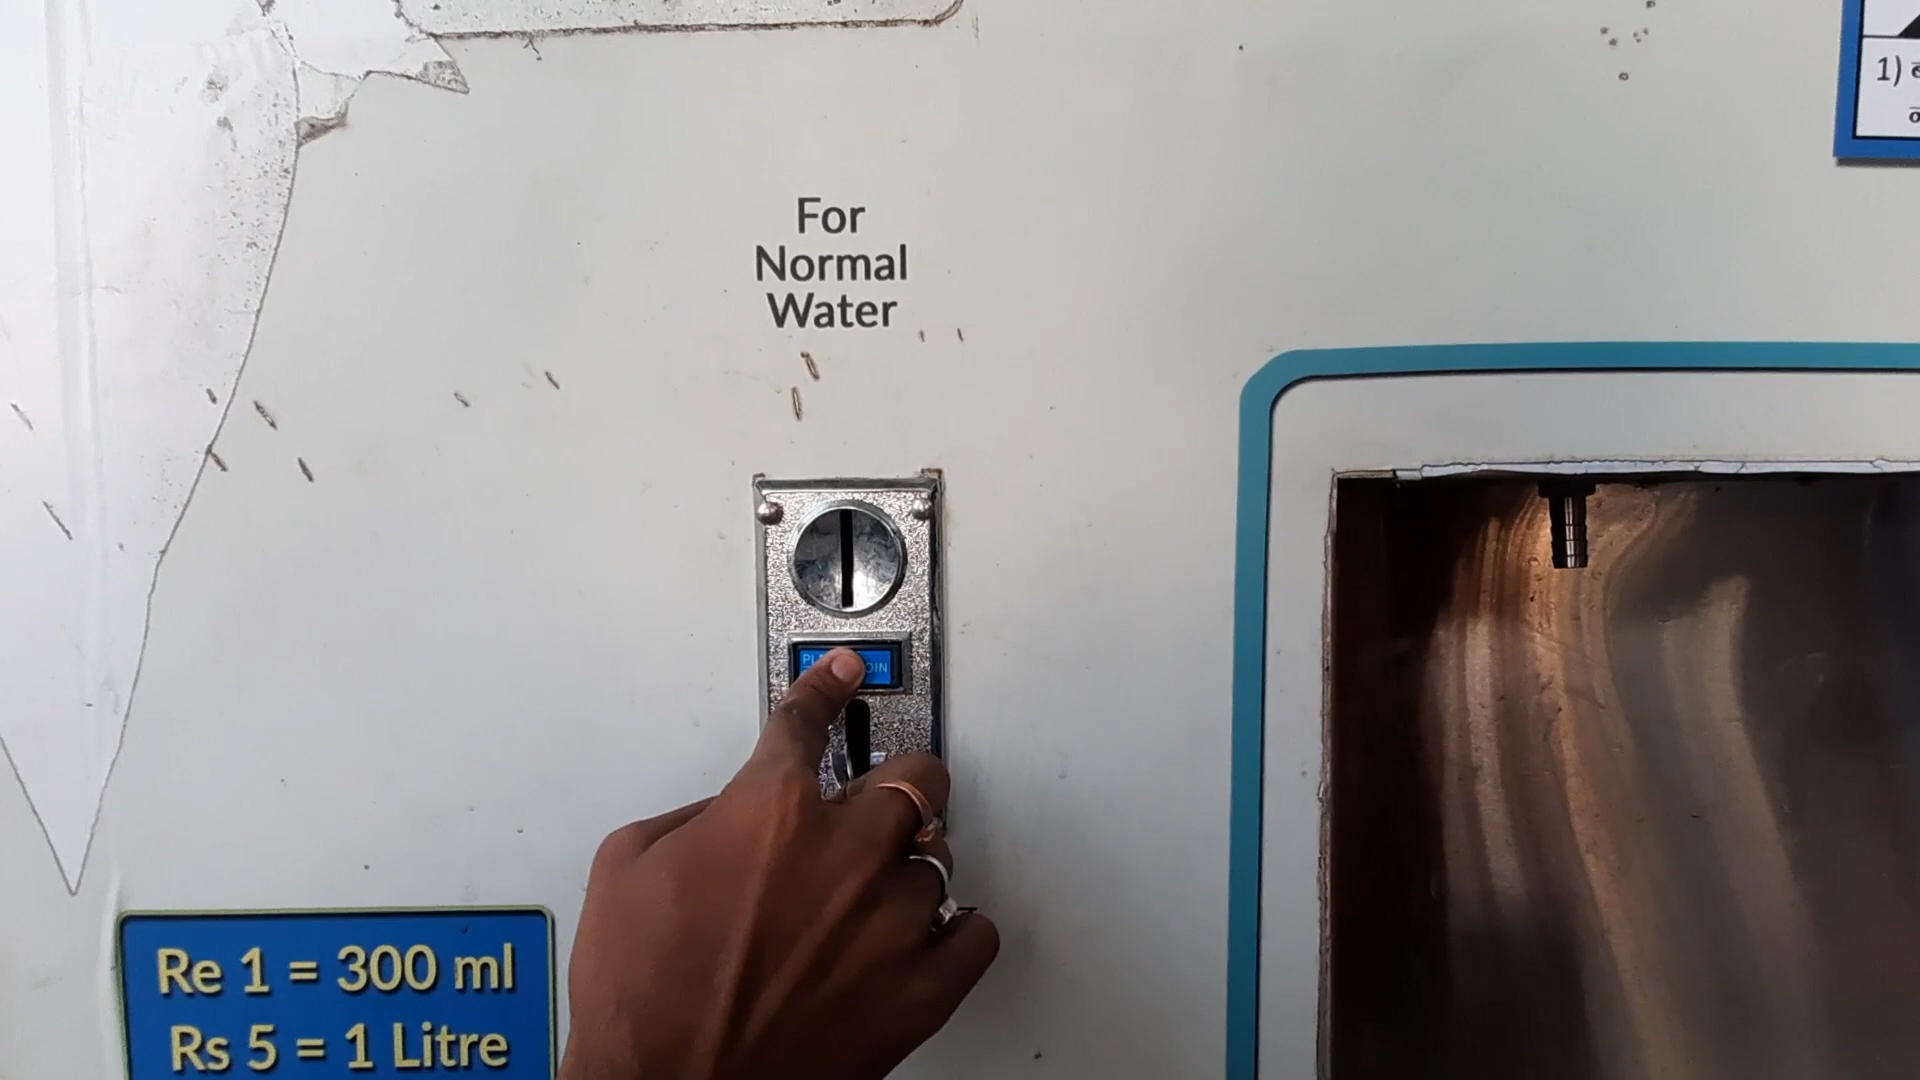 For
Normal
Water
1)
Re 1 = 300 ml
Rs 5 = 1 Litre